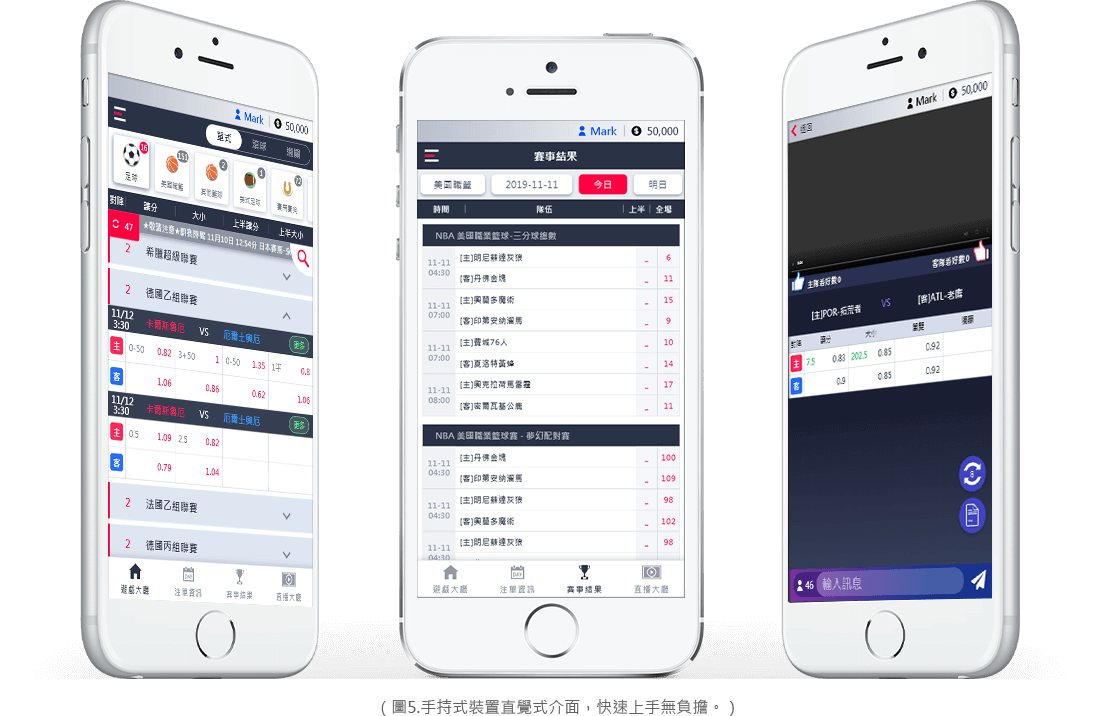 Mark 50,000
單式 籃球 過關
16 151 2 1 72
足球 美國職籃 其他籃球 美式足球 賽馬賽狗
對陣 讓分 大小 上半讓分 上半大小
47 ★敬請注意★開賽時間 11月10日 12:54分 日本賽馬-
2 希臘超級聯賽
2 德國乙組聯賽
11/12
3:30 卡爾斯魯厄 VS 厄爾士奧厄 更多
主 0-50 0.82 3+50 1 0-50 1.35 1平 0.8
客 1.06 0.86 0.62 1.06
11/12
3:30 卡爾斯魯厄 VS 厄爾士奧厄 更多
主 0.5 1.09 2.5 0.82
客 0.79 1.04
2 法國乙組聯賽
2 德國丙組聯賽
遊戲大廳 注單資訊 賽事結果 直播大廳
Mark 50,000
賽事結果
美國職籃 2019-11-11 今日 明日
時間 隊伍 上半 全場
NBA 美國職業籃球-三分球總數
11-11
04:30
[主]明尼蘇達灰狼 - 6
[客]丹佛金塊 - 11
11-11
07:00
[主]奧蘭多魔術 - 15
[客]印第安納溜馬 - 9
11-11
07:00
[主]費城76人 - 10
[客]夏洛特黃蜂 - 14
11-11
08:00
[主]奧克拉荷馬雷霆 - 17
[客]密爾瓦基公鹿 - 11
NBA 美國職業籃球賽 - 夢幻配對賽
11-11
04:30
[主]丹佛金塊 - 100
[客]印第安納溜馬 - 109
11-11
04:30
[主]明尼蘇達灰狼 - 98
[客]奧蘭多魔術 - 102
11-11
04:30
[主]明尼蘇達灰狼 - 98
遊戲大廳 注單資訊 賽事結果 直播大廳
Mark 50,000
返回
主隊看好數0 客隊看好數0
[主]POR-拓荒者 VS [客]ATL-老鷹
對陣 讓分 大小 單雙 獨贏
主 7.5 0.83 202.5 0.85 0.92
客 0.9 0.85 0.92
8
46 輸入訊息
( 圖5.手持式裝置直覺式介面，快速上手無負擔。)